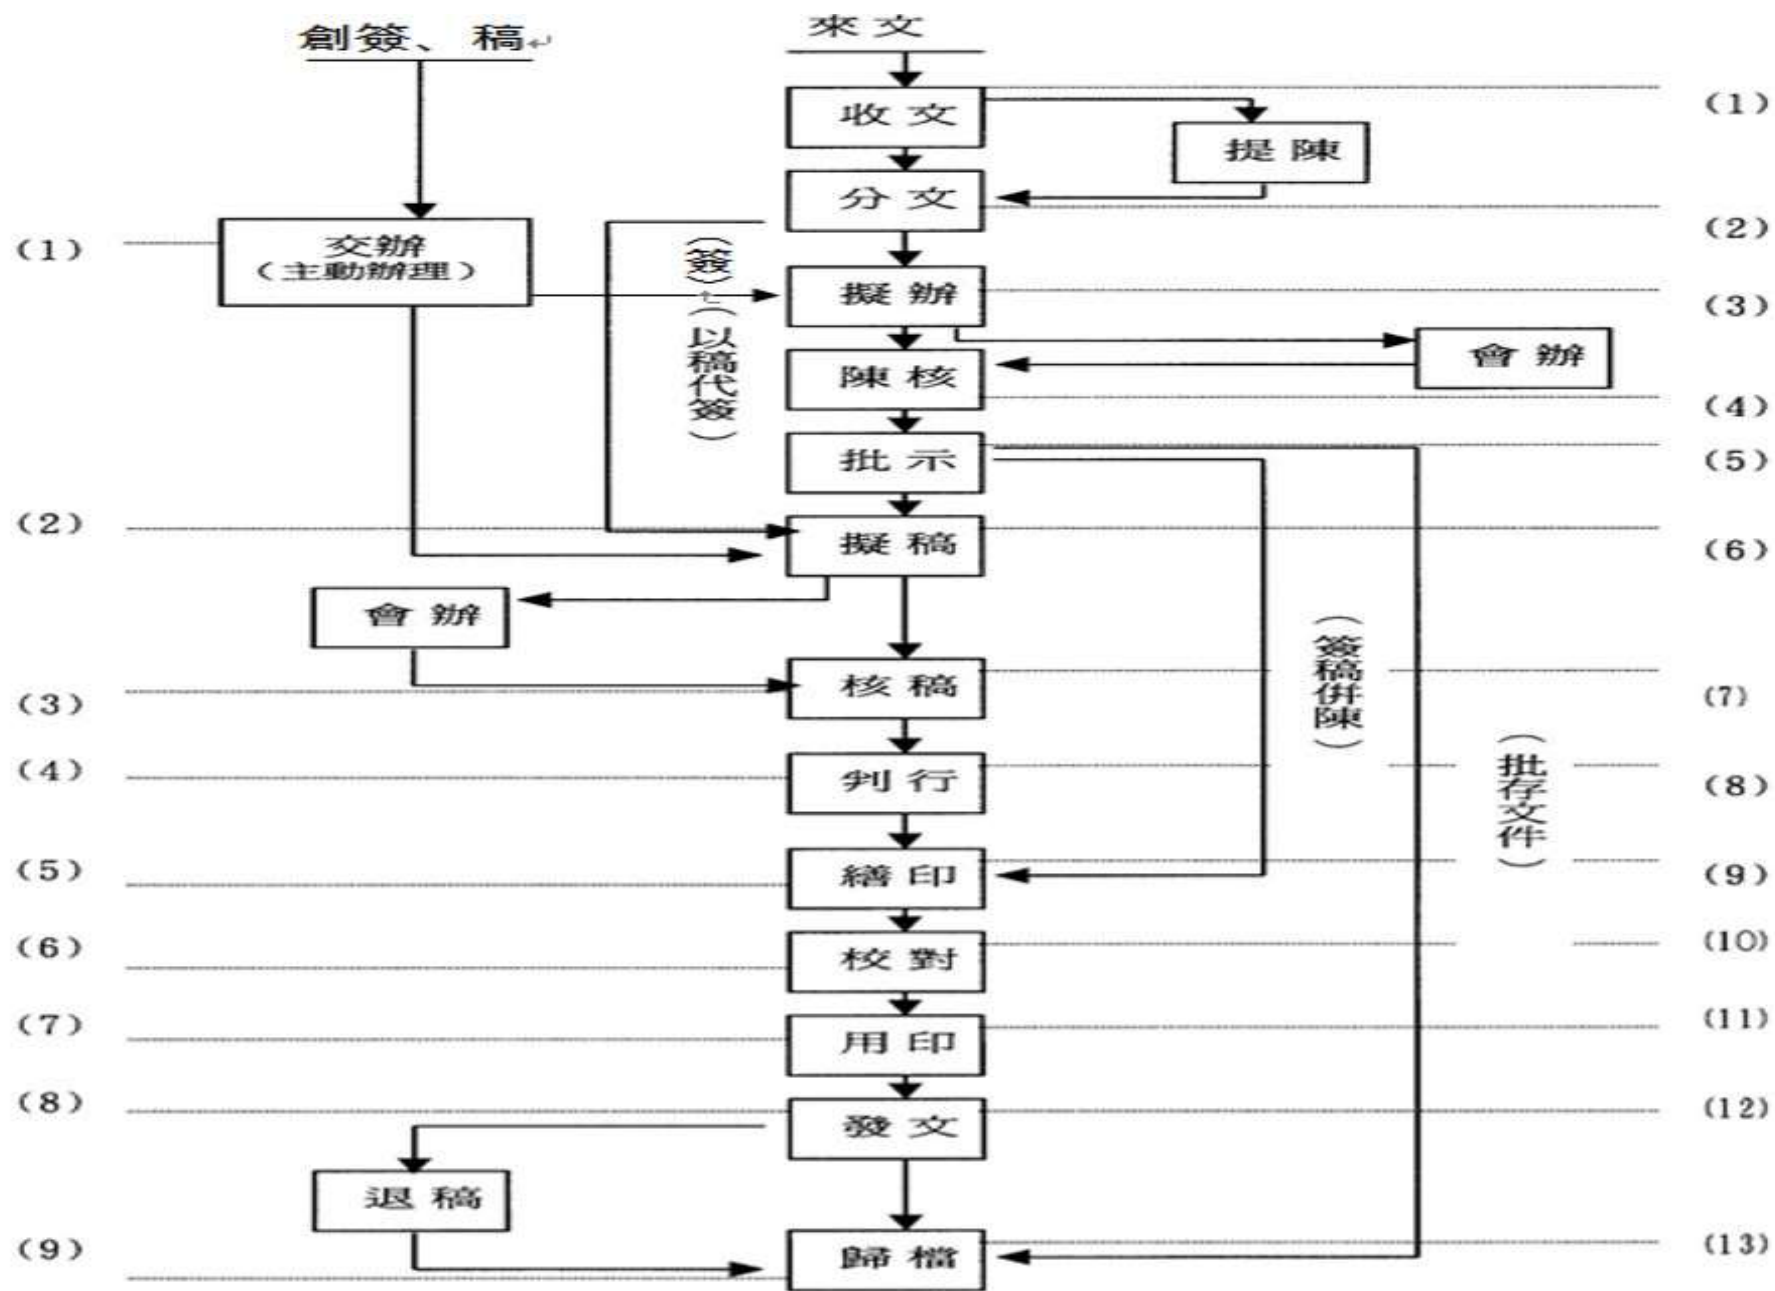 創簽、稿
來文
收文
(1)
提陳
分文
(2)
(1)
交辦
(主動辦理)
(簽)
(以稿代簽)
擬辦
(3)
會辦
陳核
(4)
批示
(5)
(2)
擬稿
(6)
會辦
(簽稿併陳)
核稿
(3)
(7)
(批存文件)
(4)
判行
(8)
(5)
繕印
(9)
(6)
校對
(10)
(7)
用印
(11)
(8)
發文
(12)
退稿
(9)
歸檔
(13)